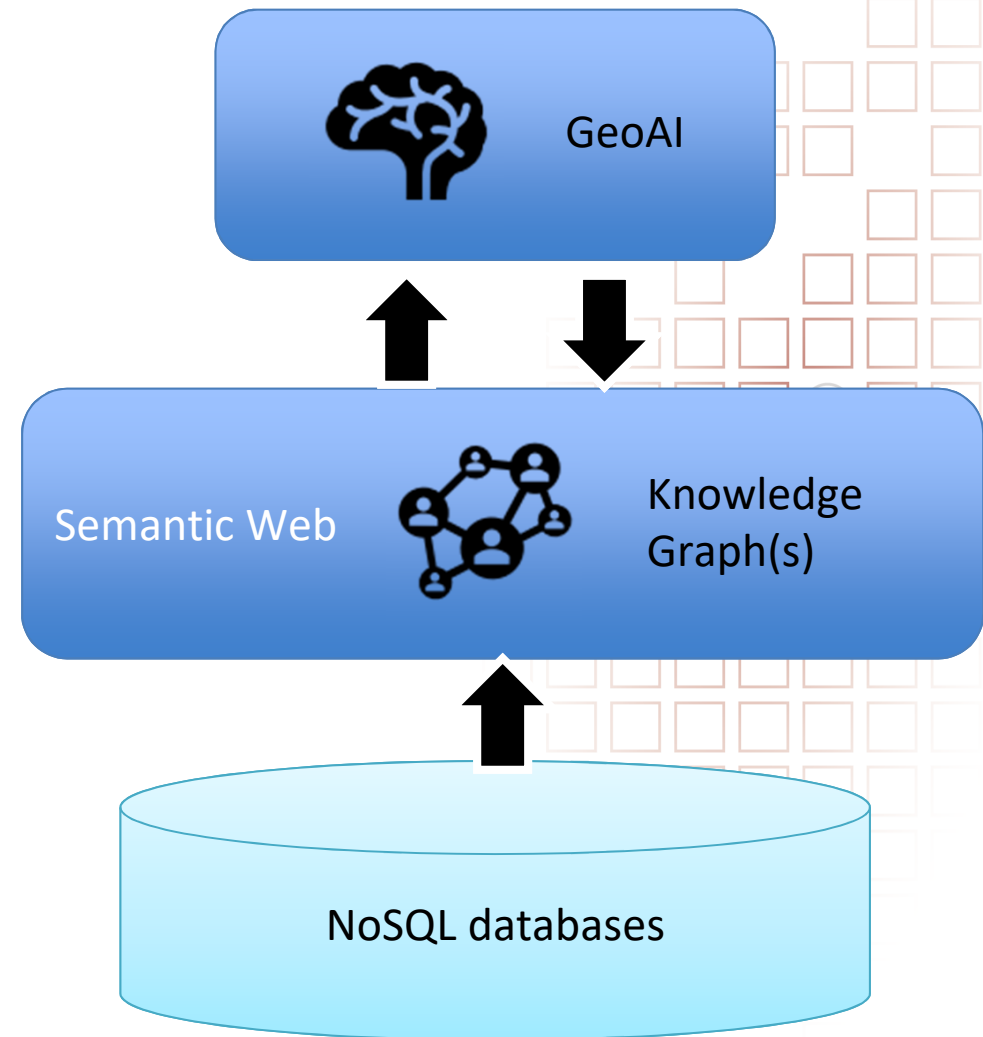 GeoAI
Semantic Web
Knowledge
Graph(s)
NoSQL databases